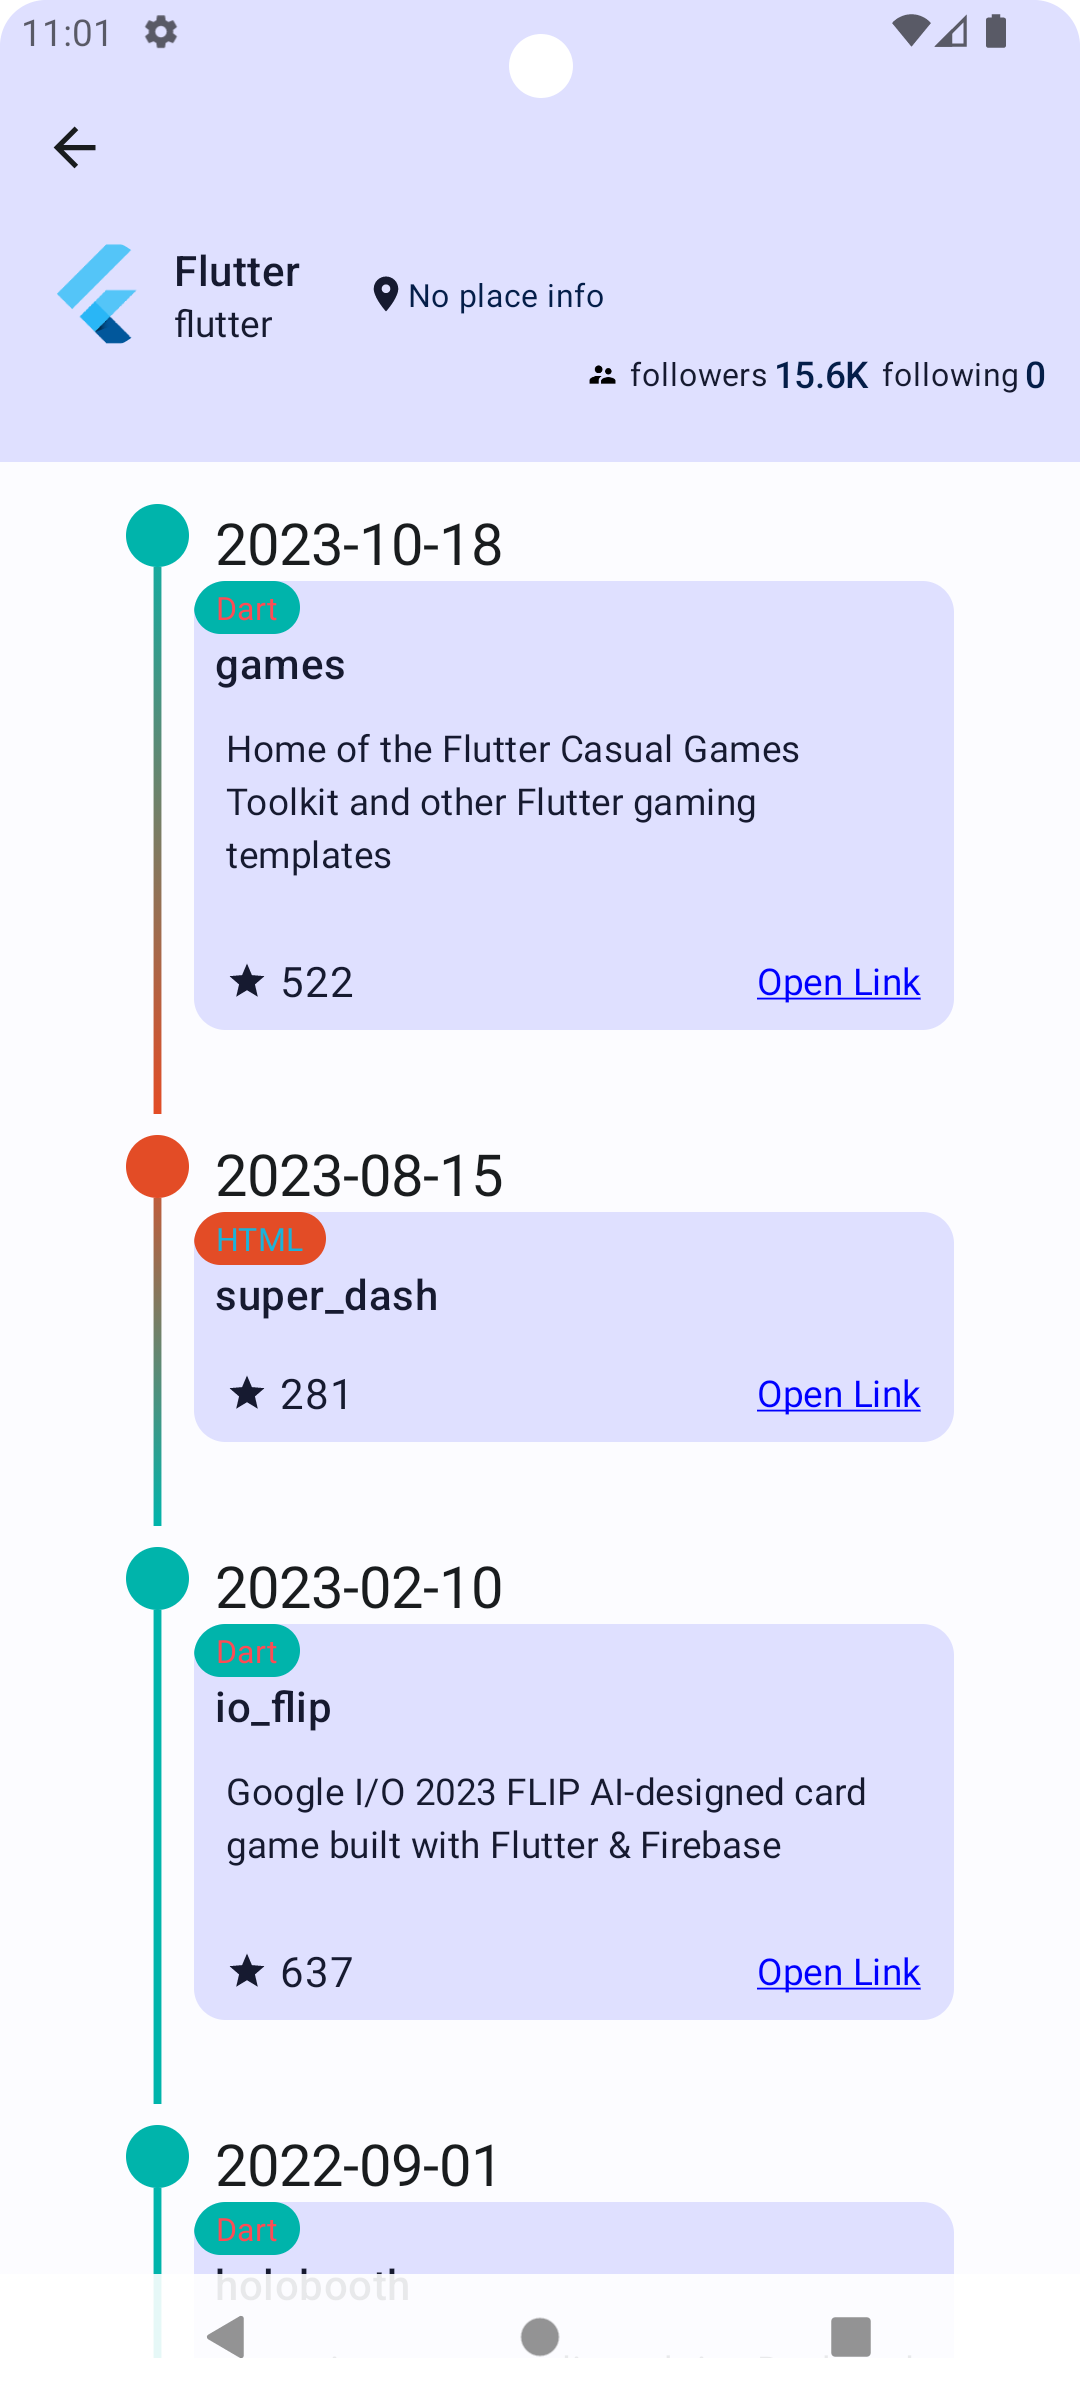 11:01
Flutter
flutter
No place info
followers 15.6K following 0
2023-10-18
Dart
games
Home of the Flutter Casual Games
Toolkit and other Flutter gaming
templates
522
Open Link
2023-08-15
HTML
super_dash
281
Open Link
2023-02-10
Dart
io_flip
Google I/O 2023 FLIP AI-designed card
game built with Flutter & Firebase
637
Open Link
2022-09-01
Dart
holobooth